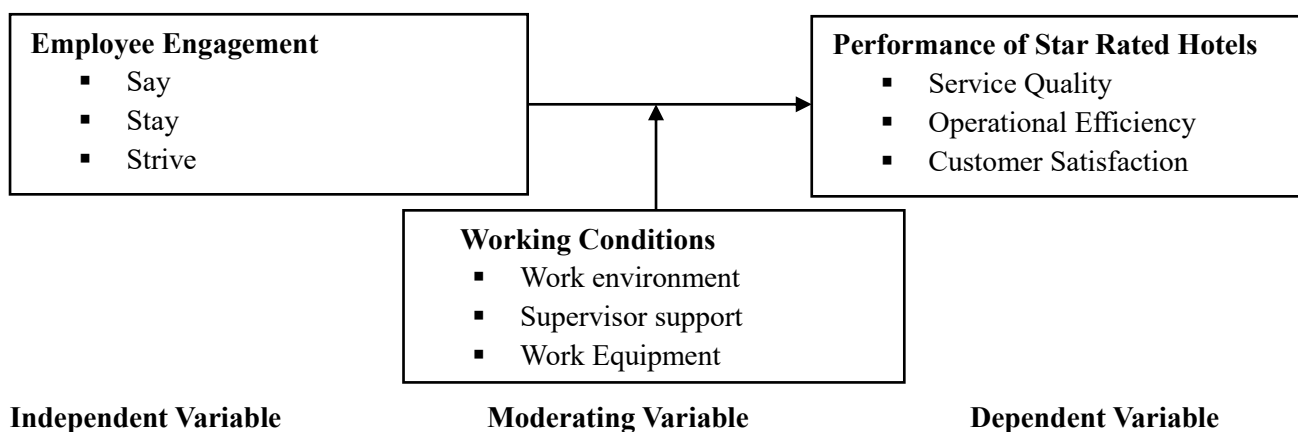 Employee Engagement
▪ Say
▪ Stay
▪ Strive
Performance of Star Rated Hotels
▪ Service Quality
▪ Operational Efficiency
▪ Customer Satisfaction
Working Conditions
▪ Work environment
▪ Supervisor support
▪ Work Equipment
Independent Variable
Moderating Variable
Dependent Variable